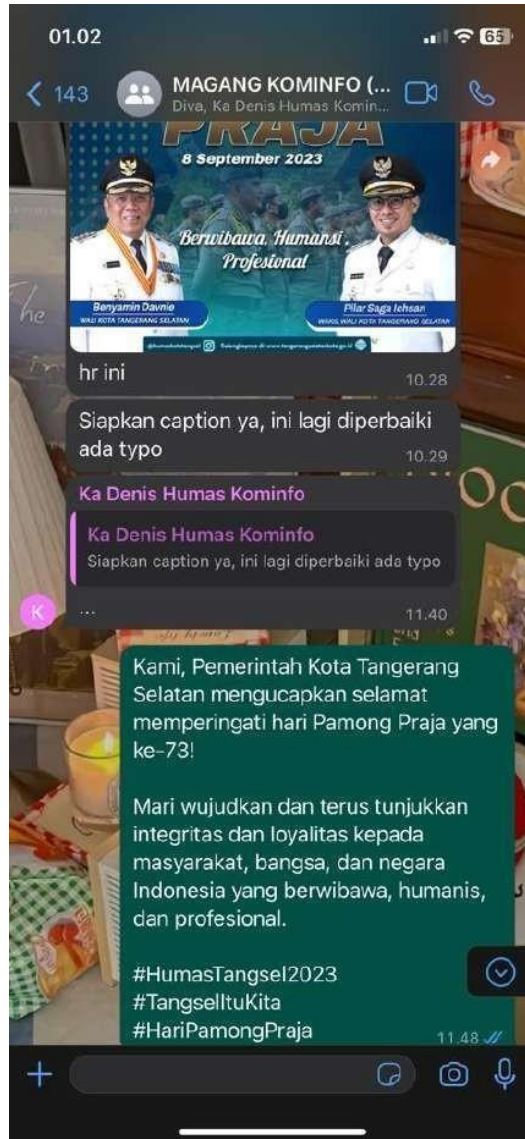 01.02
65
143
MAGANG KOMINFO (...
Diva, Ka Denis Humas Komin...
PRAJA
8 September 2023
Berwibawa, Humansi,
Profesional
Benyamin Davnie
WALI KOTA TANGERANG SELATAN
Pilar Saga Ichsan
WAKIL WALI KOTA TANGERANG SELATAN
hr ini
10.28
Siapkan caption ya, ini lagi diperbaiki
ada typo
10.29
Ka Denis Humas Kominfo
Ka Denis Humas Kominfo
Siapkan caption ya, ini lagi diperbaiki ada typo
K
...
11.40
Kami, Pemerintah Kota Tangerang
Selatan mengucapkan selamat
memperingati hari Pamong Praja yang
ke-73!
Mari wujudkan dan terus tunjukkan
integritas dan loyalitas kepada
masyarakat, bangsa, dan negara
Indonesia yang berwibawa, humanis,
dan profesional.
#HumasTangsel2023
#TangselItuKita
#HariPamongPraja
11.48